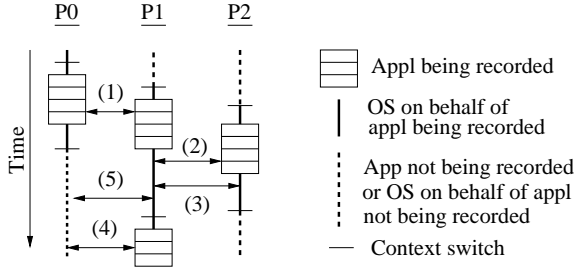 P0 P1 P2
Time
(1)
(2)
(5)
(3)
(4)
Appl being recorded
OS on behalf of
appl being recorded
App not being recorded
or OS on behalf of appl
not being recorded
Context switch